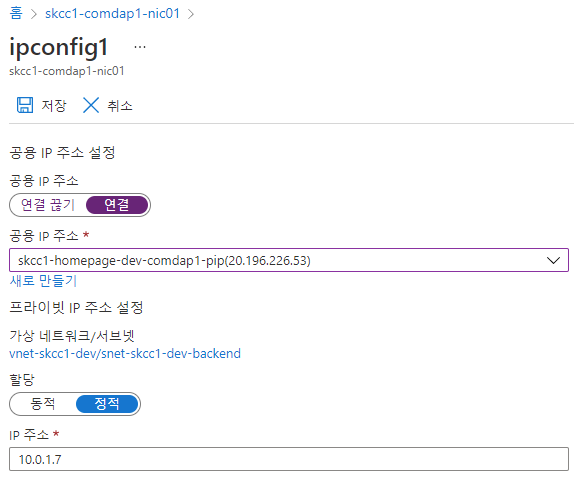 홈 > skcc1-comdap1-nic01 >
ipconfig1 ...
skcc1-comdap1-nic01
저장 취소
공용 IP 주소 설정
공용 IP 주소
연결 끊기 연결
공용 IP 주소 *
skcc1-homepage-dev-comdap1-pip(20.196.226.53)
새로 만들기
프라이빗 IP 주소 설정
가상 네트워크/서브넷
vnet-skcc1-dev/snet-skcc1-dev-backend
할당
동적 정적
IP 주소 *
10.0.1.7